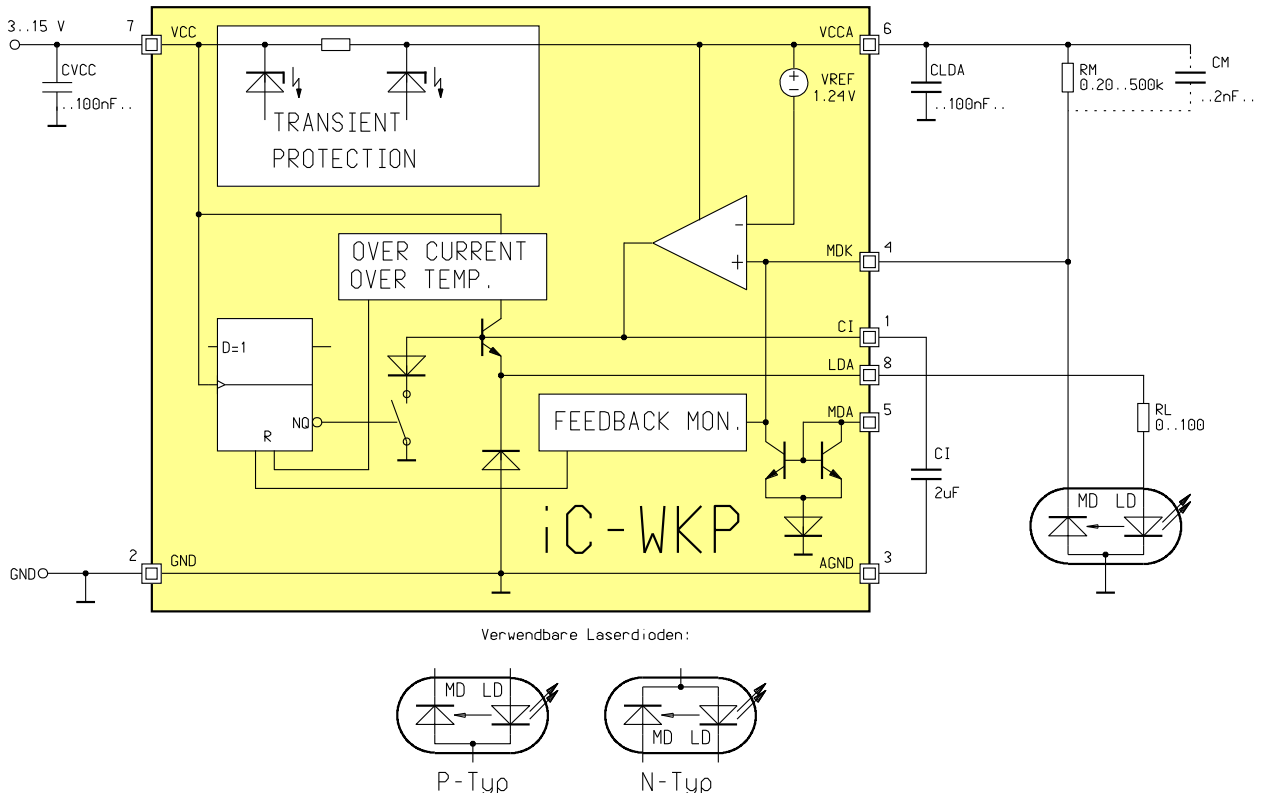 3..15 V
7
VCC
VCCA
6
CVCC
..100nF..
VREF
1.24V
CLDA
..100nF..
RM
0.20..500k
CM
..2nF..
TRANSIENT
PROTECTION
OVER CURRENT
OVER TEMP.
MDK
4
D=1
CI
1
LDA
8
NQ
R
FEEDBACK MON.
MDA
5
RL
0..100
CI
2uF
iC-WKP
MD LD
GND
2
GND
AGND
3
Verwendbare Laserdioden:
MD LD
MD LD
P-Typ
N-Typ